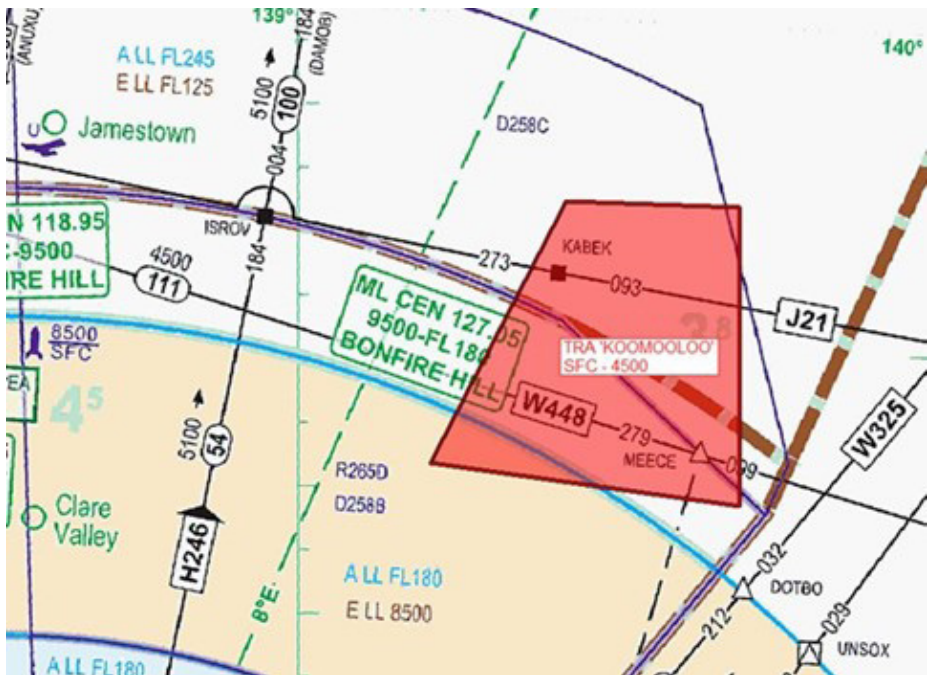 (ANUXU)
139°
184
(DAMOB)
140°
A LL FL245
E LL FL125
5100
100
D258C
U
Jamestown
004
ISROV
184
N 118.95
-9500
IRE HILL
4500
111
273
KABEK
093
J21
ML CEN 127.05
9500-FL180
BONFIRE HILL
3⁸
TRA 'KOOMOOLOO'
SFC - 4500
8500
SFC
EA
4⁵
5100
54
W448
279
MEECE
099
W325
R265D
D258B
Clare
Valley
H246
8°E.
A LL FL180
E LL 8500
032
DOTBO
212
029
UNSOX
A LL FL180